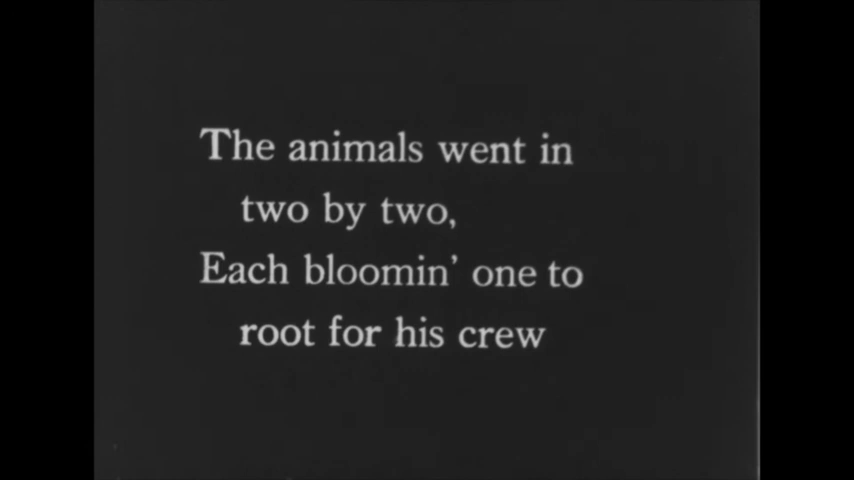 The animals went in
two by two,
Each bloomin' one to
root for his crew